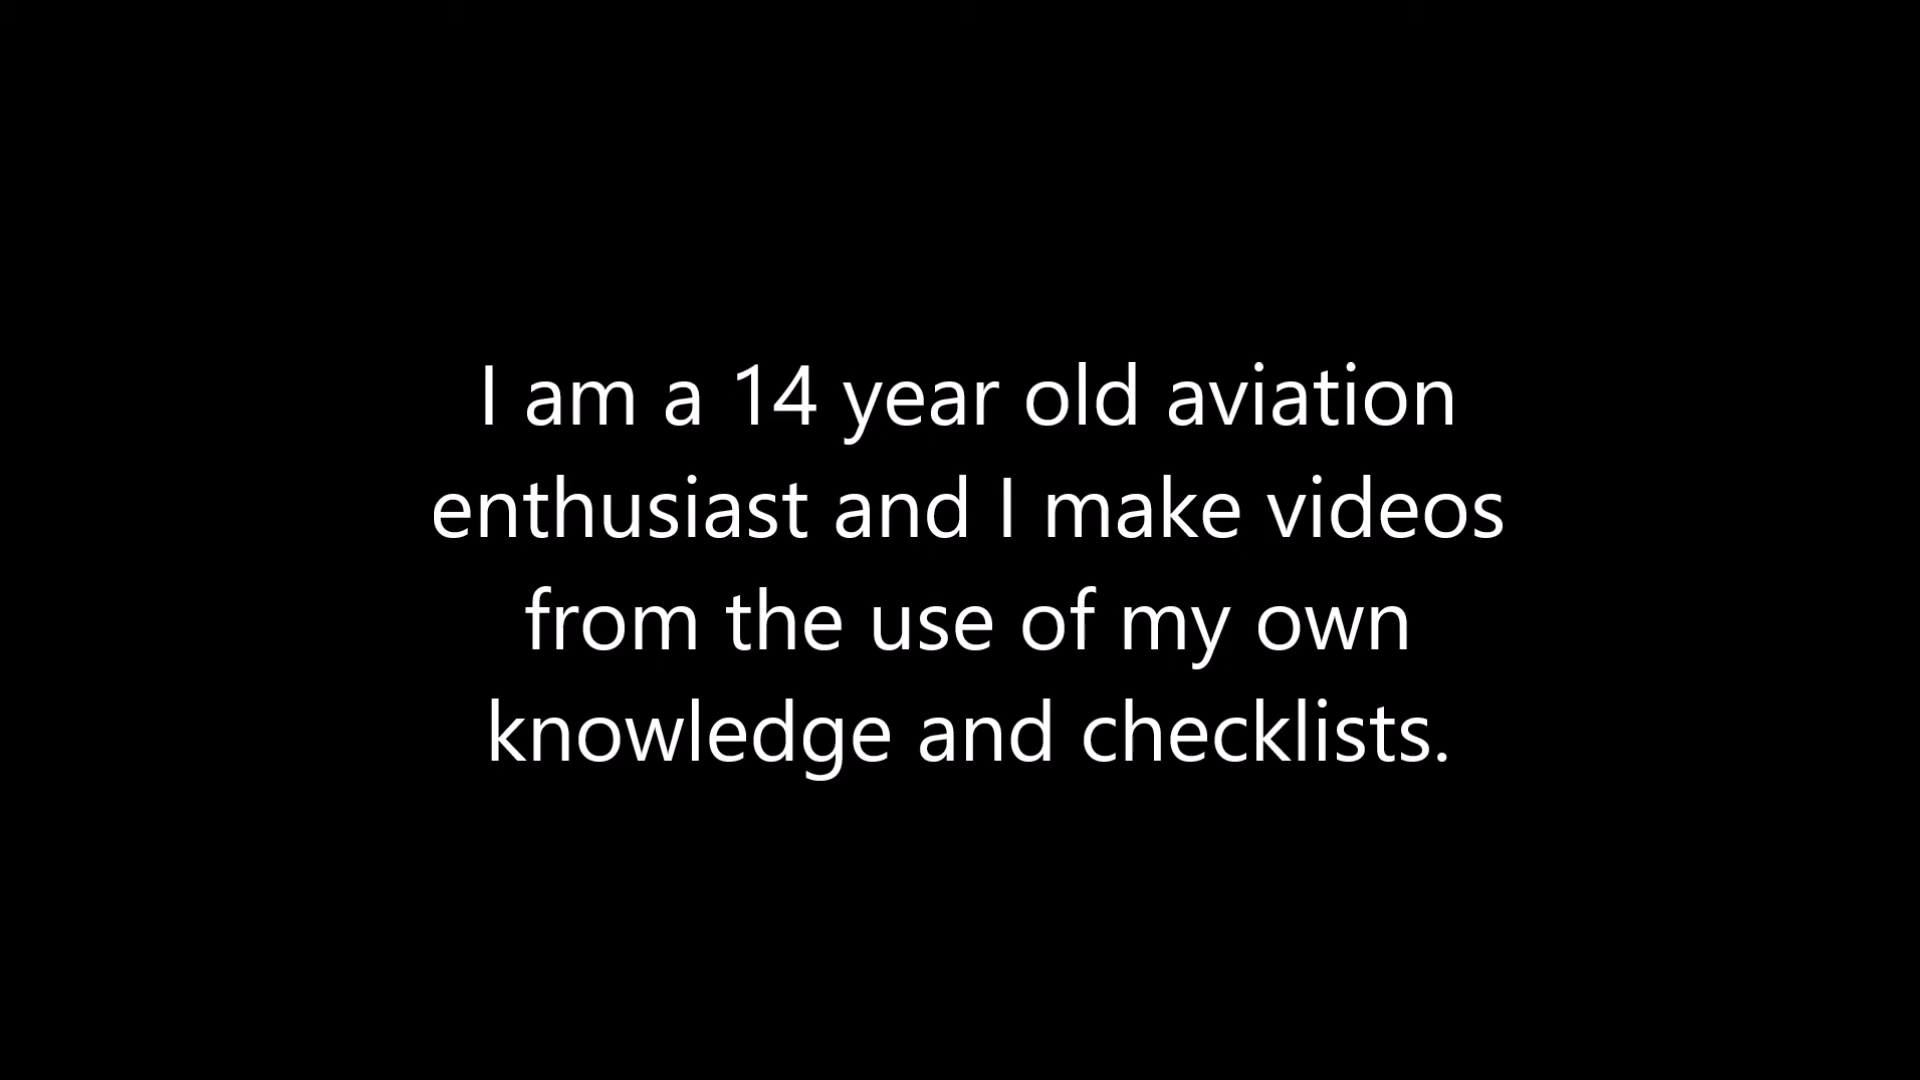 I am a 14 year old aviation
enthusiast and I make videos
from the use of my own
knowledge and checklists.